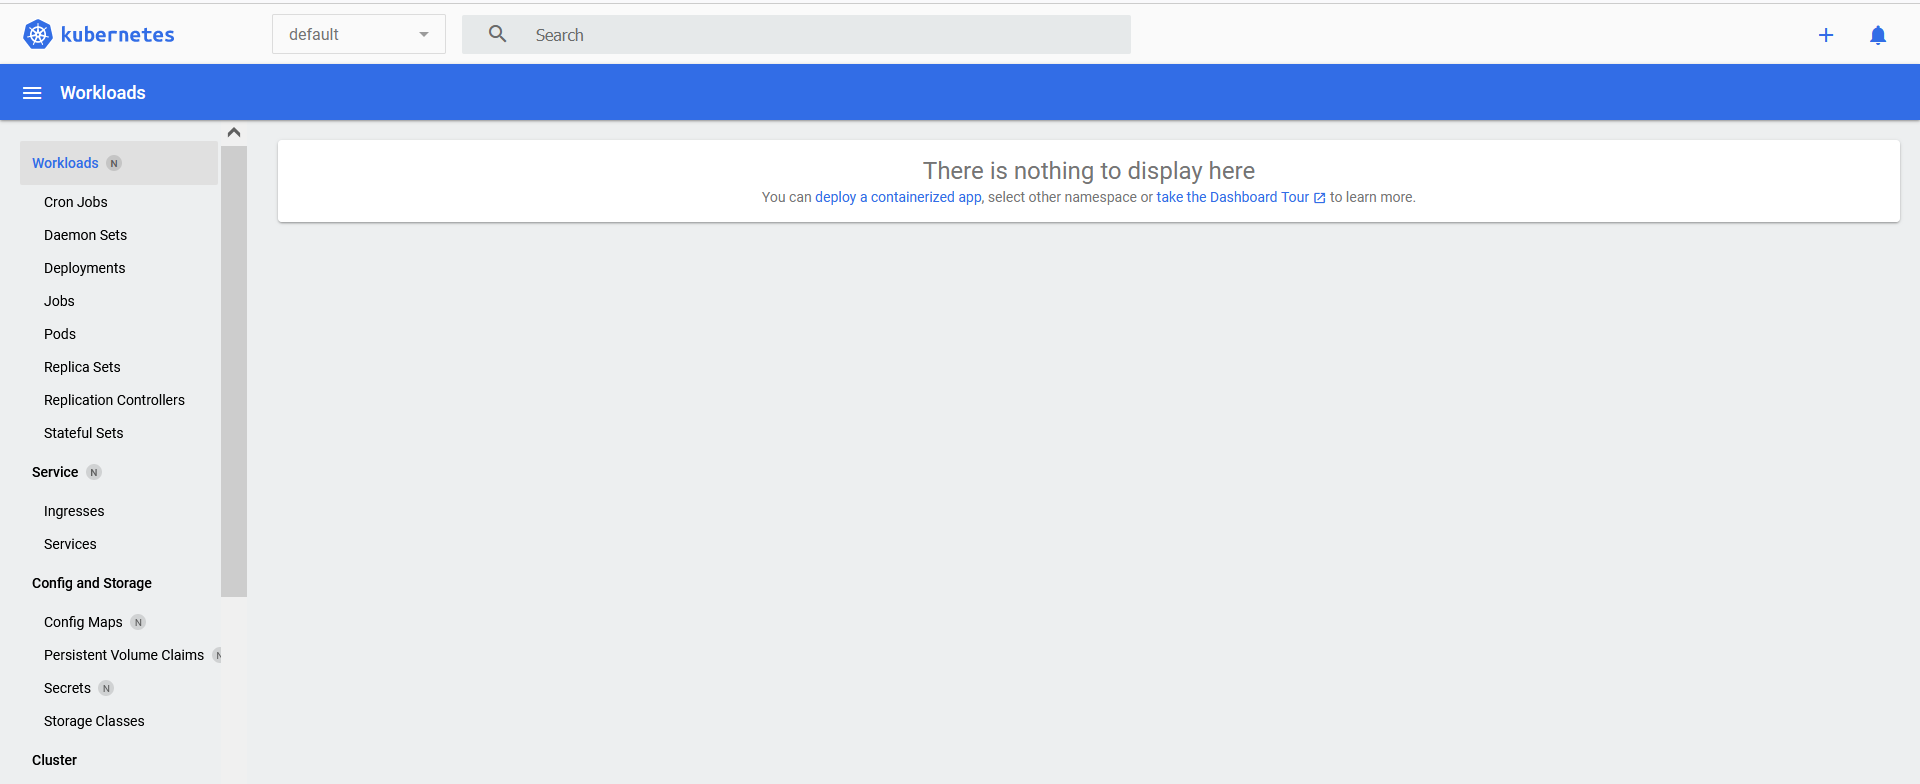 kubernetes
default
Search
Workloads
Workloads N
Cron Jobs
Daemon Sets
Deployments
Jobs
Pods
Replica Sets
Replication Controllers
Stateful Sets
Service N
Ingresses
Services
Config and Storage
Config Maps N
Persistent Volume Claims N
Secrets N
Storage Classes
Cluster
There is nothing to display here
You can deploy a containerized app, select other namespace or take the Dashboard Tour to learn more.